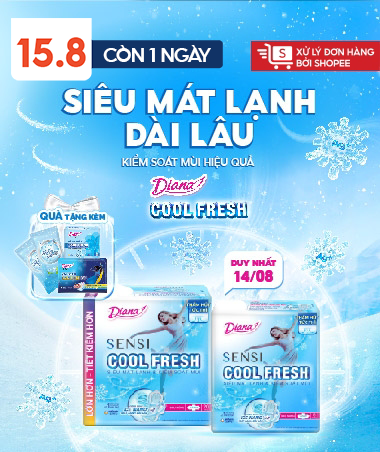 15.8
CÒN 1 NGÀY
XỬ LÝ ĐƠN HÀNG
BỞI SHOPEE
SIÊU MÁT LẠNH
DÀI LÂU
KIỂM SOÁT MÙI HIỆU QUẢ
Diana
COOL FRESH
QUÀ TẶNG KÈM
DUY NHẤT
14/08
LỚN HƠN - TIẾT KIỆM HƠN
Diana
SENSI
COOL FRESH
Diana
SENSI
COOL FRESH